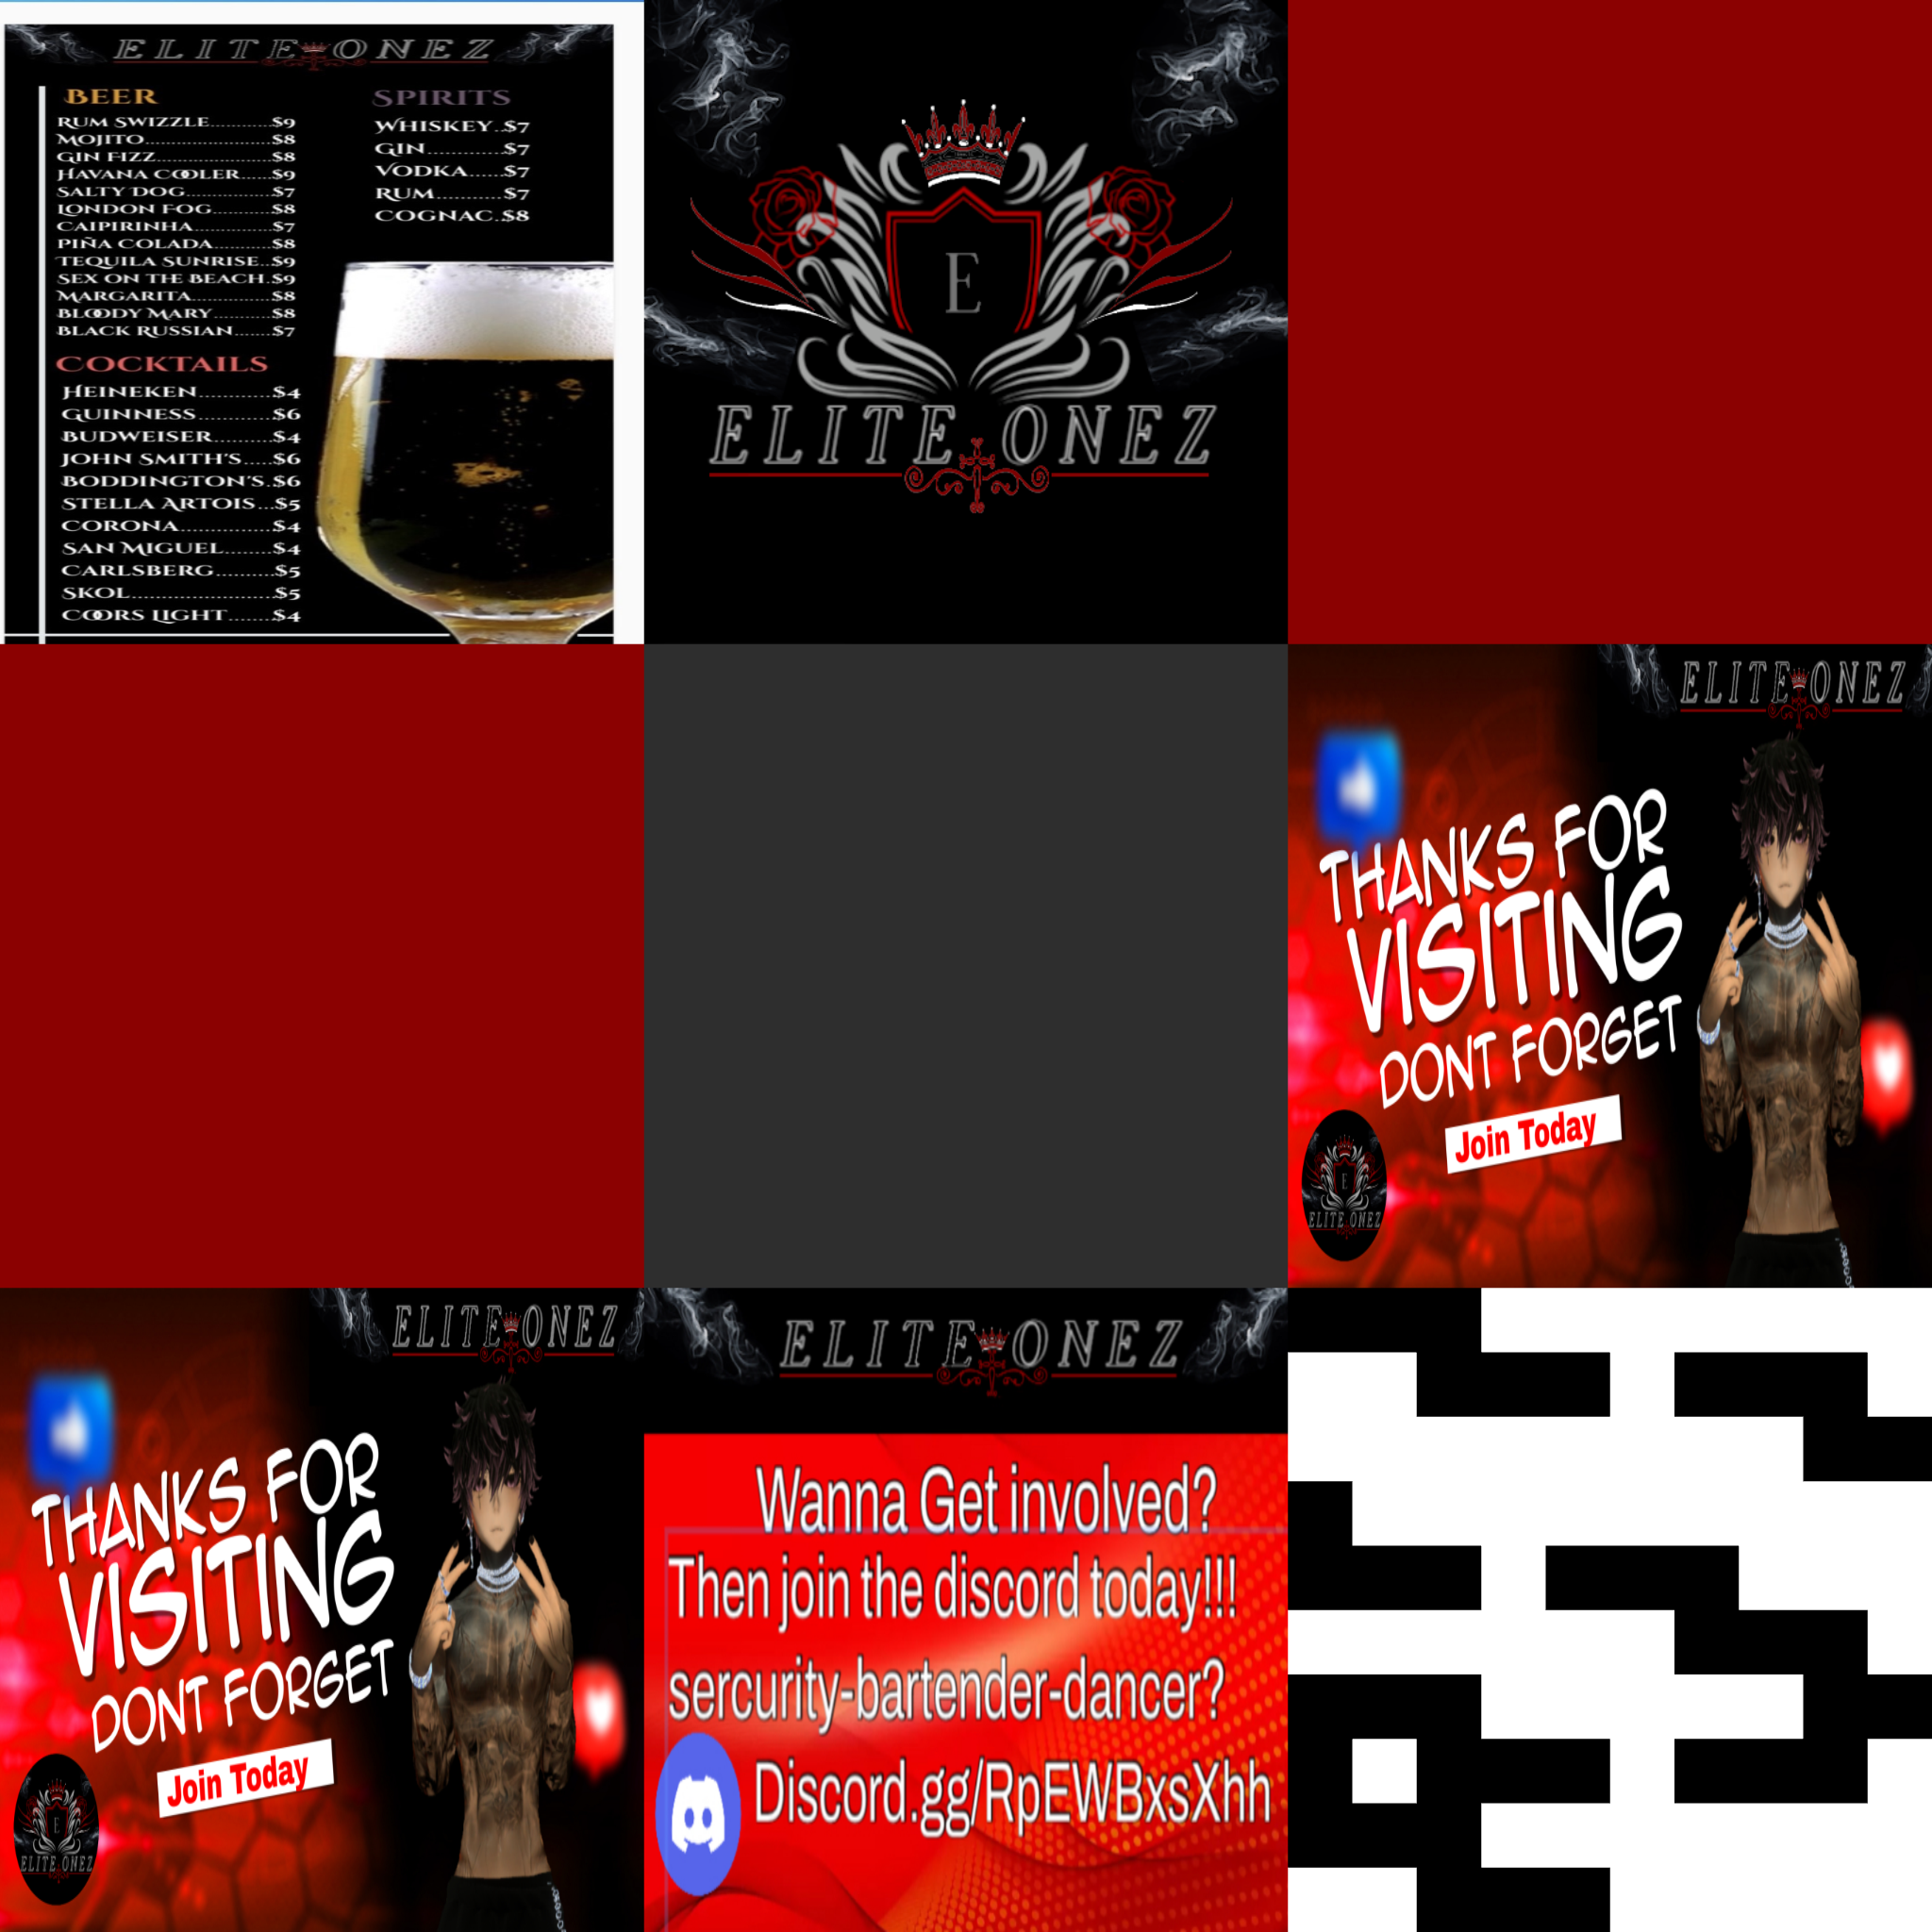 ELITE ONEZ
BEER
RUM SWIZZLE...........$9
MOJITO......................$8
GIN FIZZ....................$8
HAVANA COOLER.....$9
SALTY DOG...............$7
LONDON FOG...........$8
CAIPIRINHA..............$7
PIÑA COLADA..........$8
TEQUILA SUNRISE..$9
SEX ON THE BEACH.$9
MARGARITA..............$8
BLOODY MARY..........$8
BLACK RUSSIAN.......$7
COCKTAILS
HEINEKEN............$4
GUINNESS............$6
BUDWEISER.........$4
JOHN SMITH'S.....$6
BODDINGTON'S.$6
STELLA ARTOIS...$5
CORONA...............$4
SAN MIGUEL........$4
CARLSBERG..........$5
SKOL.......................$5
COORS LIGHT.......$4
SPIRITS
WHISKEY..$7
GIN...........$7
VODKA.....$7
RUM..........$7
COGNAC..$8
E
ELITE ONEZ
ELITE ONEZ
THANKS FOR
VISITING
DONT FORGET
Join Today
E
ELITE ONEZ
ELITE ONEZ
THANKS FOR
VISITING
DONT FORGET
Join Today
E
ELITE ONEZ
ELITE ONEZ
Wanna Get involved?
Then join the discord today!!!
sercurity-bartender-dancer?
Discord.gg/RpEWBxsXhh